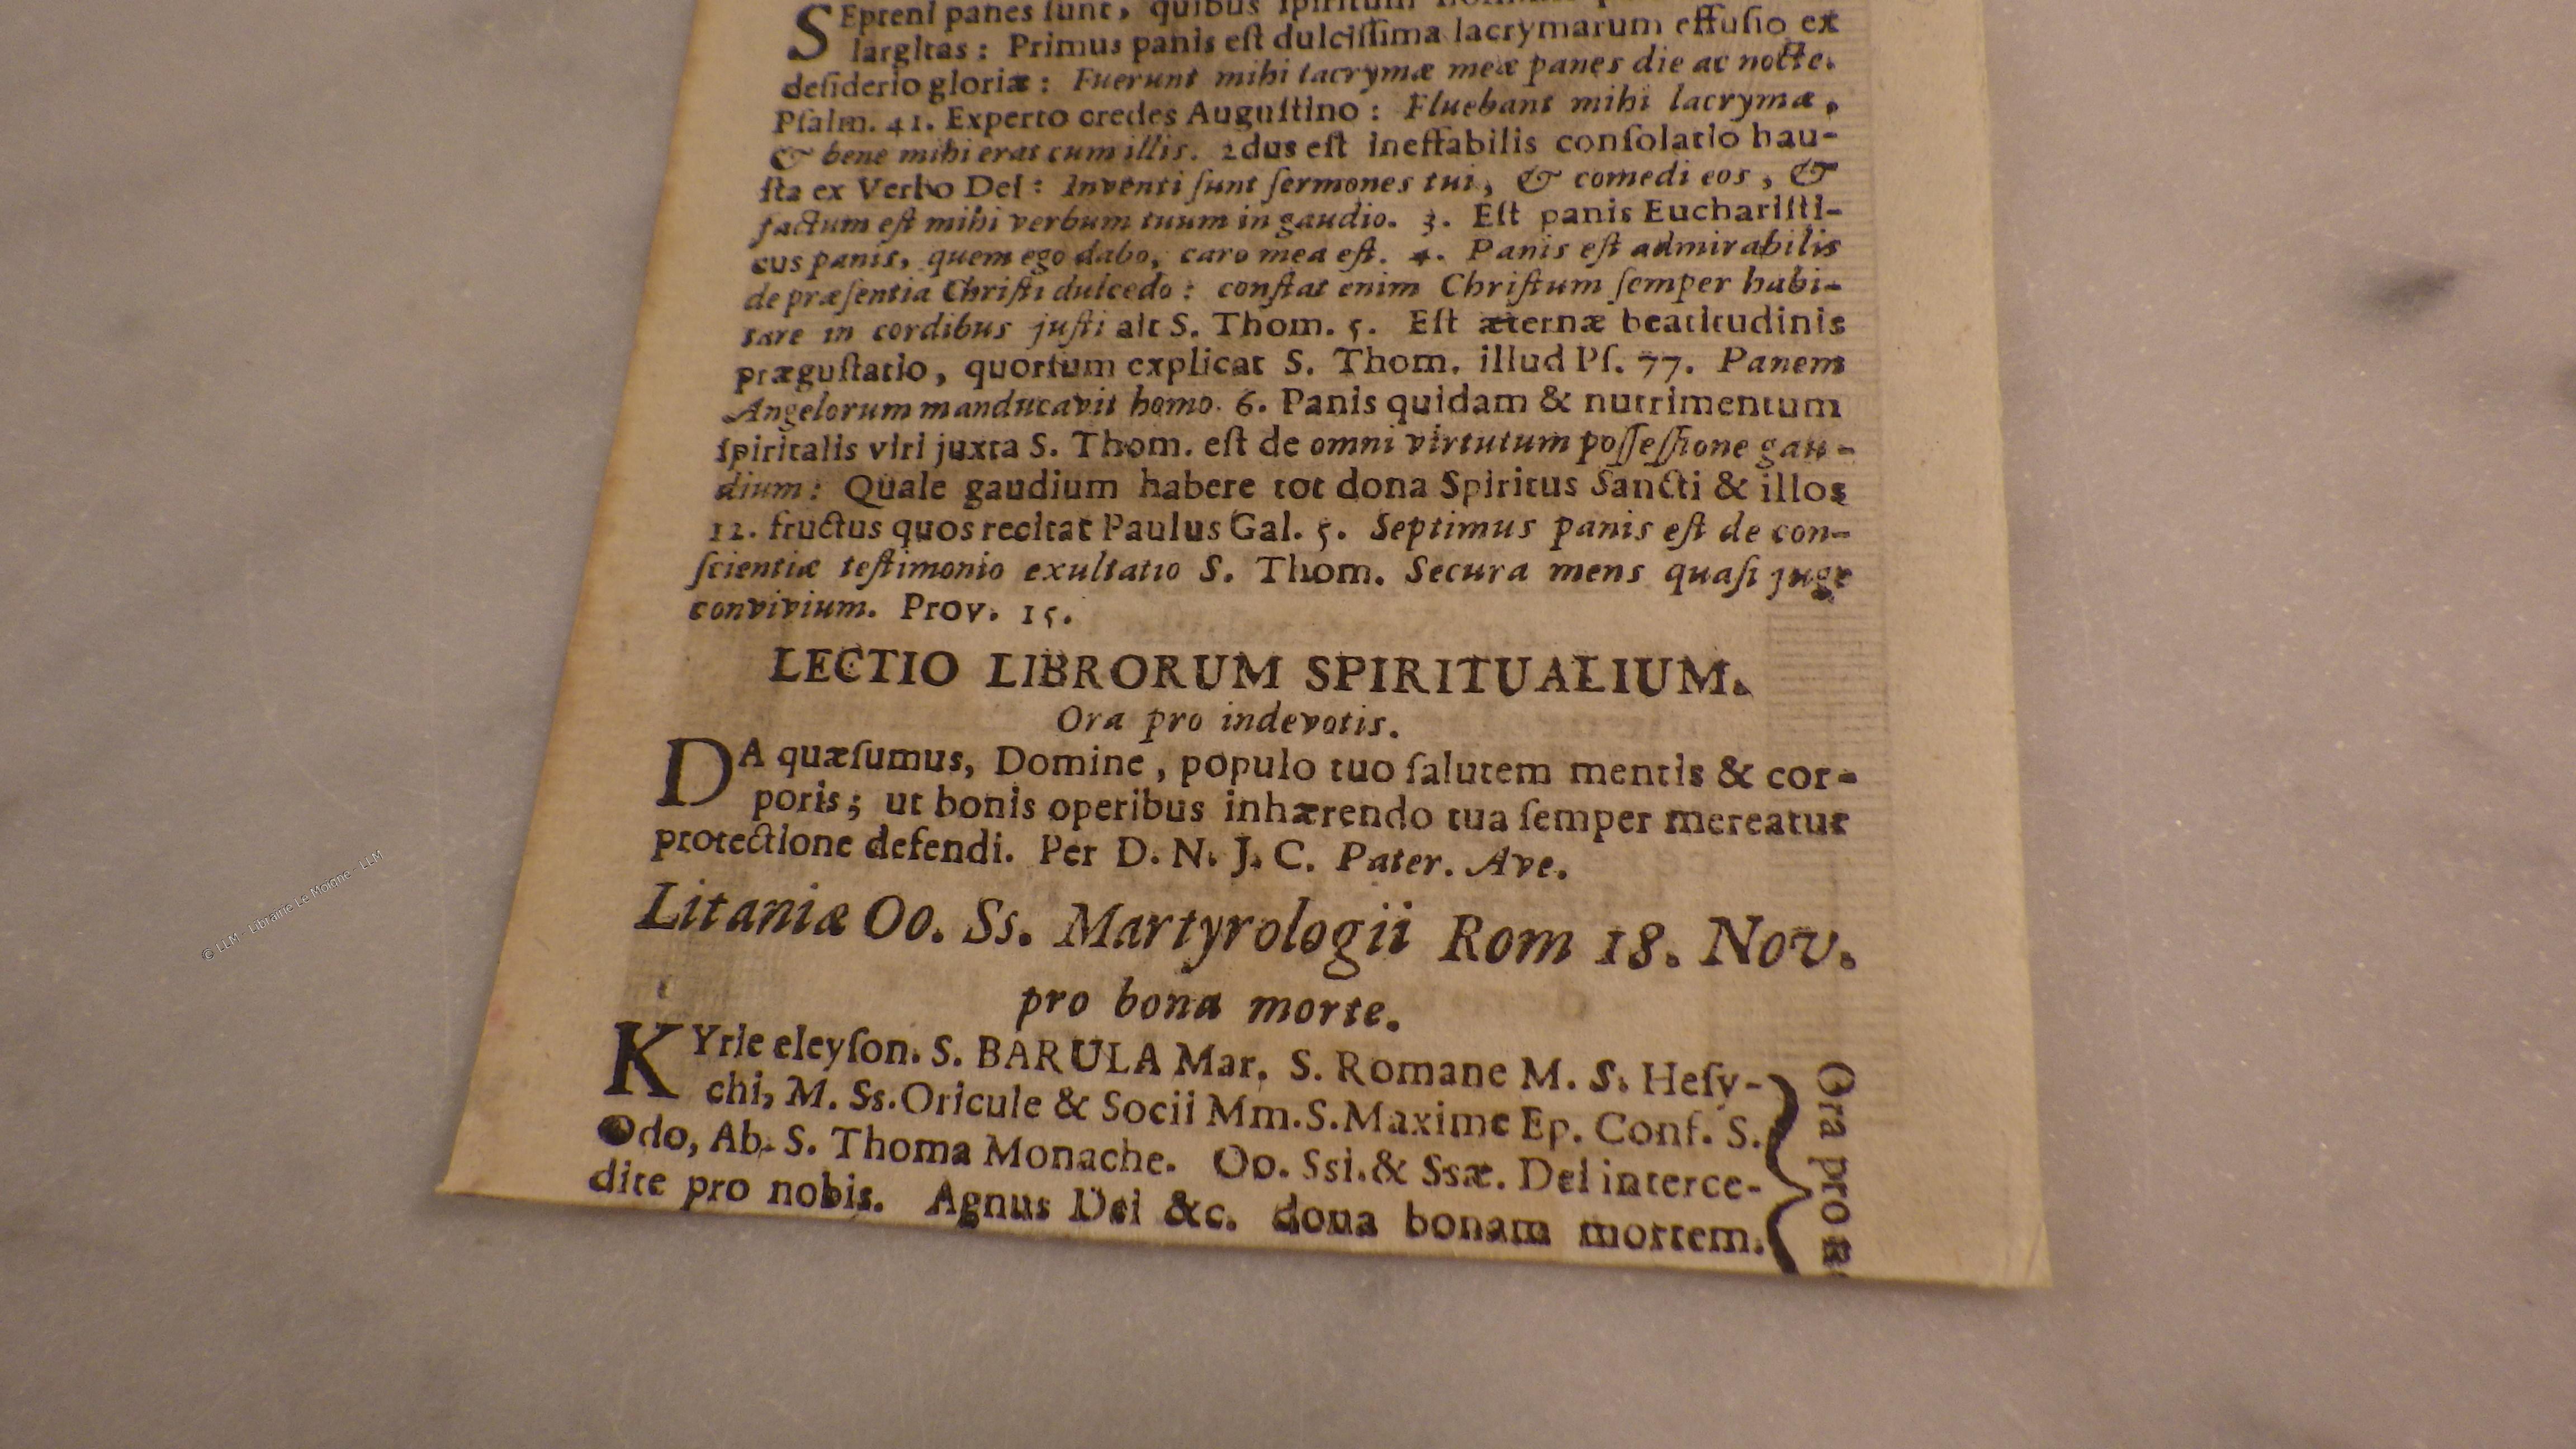 SEpteni panes sunt, quibus spiritum
largitas : Primus panis eſt dulciſſima lacrymarum effuſio ex
deſiderio gloriæ : Fuerunt mihi lacrymæ meæ panes die ac nocte.
Pſalm. 41. Experto credes Auguſtino : Fluebant mihi lacrymæ,
& bene mihi erat cum illis. 2dus eſt ineffabilis conſolatio hau-
ſta ex Verbo Dei : Inventi ſunt ſermones tui, & comedi eos, &
factum eſt mihi verbum tuum in gaudio. 3. Eſt panis Euchariſti-
cus panis, quem ego dabo, caro mea eſt. 4. Panis eſt admirabilis
de præſentia Chriſti dulcedo : conſtat enim Chriſtum ſemper habi-
tare in cordibus juſti ait S. Thom. 5. Eſt æternæ beatitudinis
præguſtatio, quorſum explicat S. Thom. illud Pſ. 77. Panem
Angelorum manducavit homo. 6. Panis quidam & nutrimentum
ſpiritalis viri juxta S. Thom. eſt de omni virtutum poſſeſſione gau-
dium : Quale gaudium habere tot dona Spiritus Sancti & illos
12. fructus quos recitat Paulus Gal. 5. Septimus panis eſt de con-
ſcientiæ teſtimonio exultatio S. Thom. Secura mens quaſi juge
convivium. Prov. 15.
LECTIO LIBRORUM SPIRITUALIUM.
Ora pro indevotis.
DA quæſumus, Domine, populo tuo ſalutem mentis & cor-
poris; ut bonis operibus inhærendo tua ſemper mereatur
protectione defendi. Per D. N. J. C. Pater. Ave.
Litaniæ Oo. Ss. Martyrologii Rom 18. Nov.
pro bona morte.
KYrie eleyſon. S. BARULA Mar. S. Romane M. S. Heſy-
chi, M. Ss. Oricule & Socii Mm. S. Maxime Ep. Conf. S.
Odo, Ab. S. Thoma Monache. Oo. Ssi. & Ssæ. Dei interce-
dite pro nobis. Agnus Dei &c. dona bonam mortem.
Ora pro
© LLM - Librairie Le Moigne - LLM